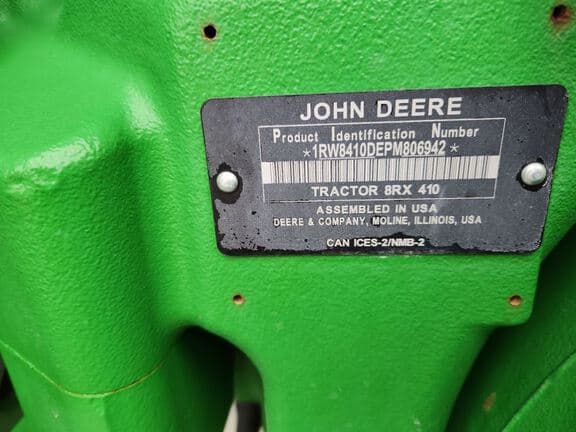 JOHN DEERE
Product Identification Number
*1RW8410DEPM806942*
TRACTOR 8RX 410
ASSEMBLED IN USA
DEERE & COMPANY, MOLINE, ILLINOIS, USA
CAN ICES-2/NMB-2